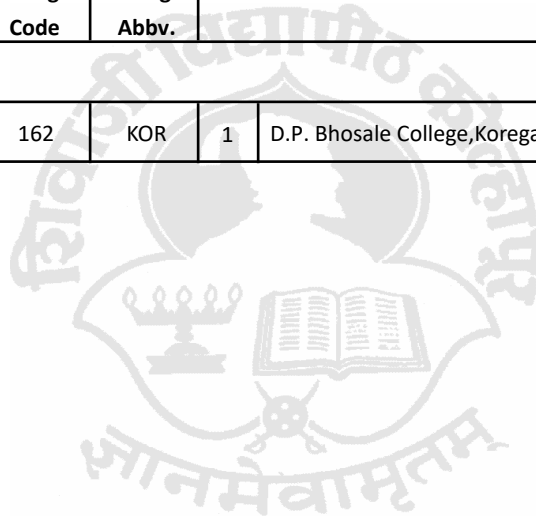 Code Abbv.
162 KOR 1 D.P. Bhosale College,Korega
शिवाजी विद्यापीठ कोल्हापूर
ज्ञानमेवामृतम्